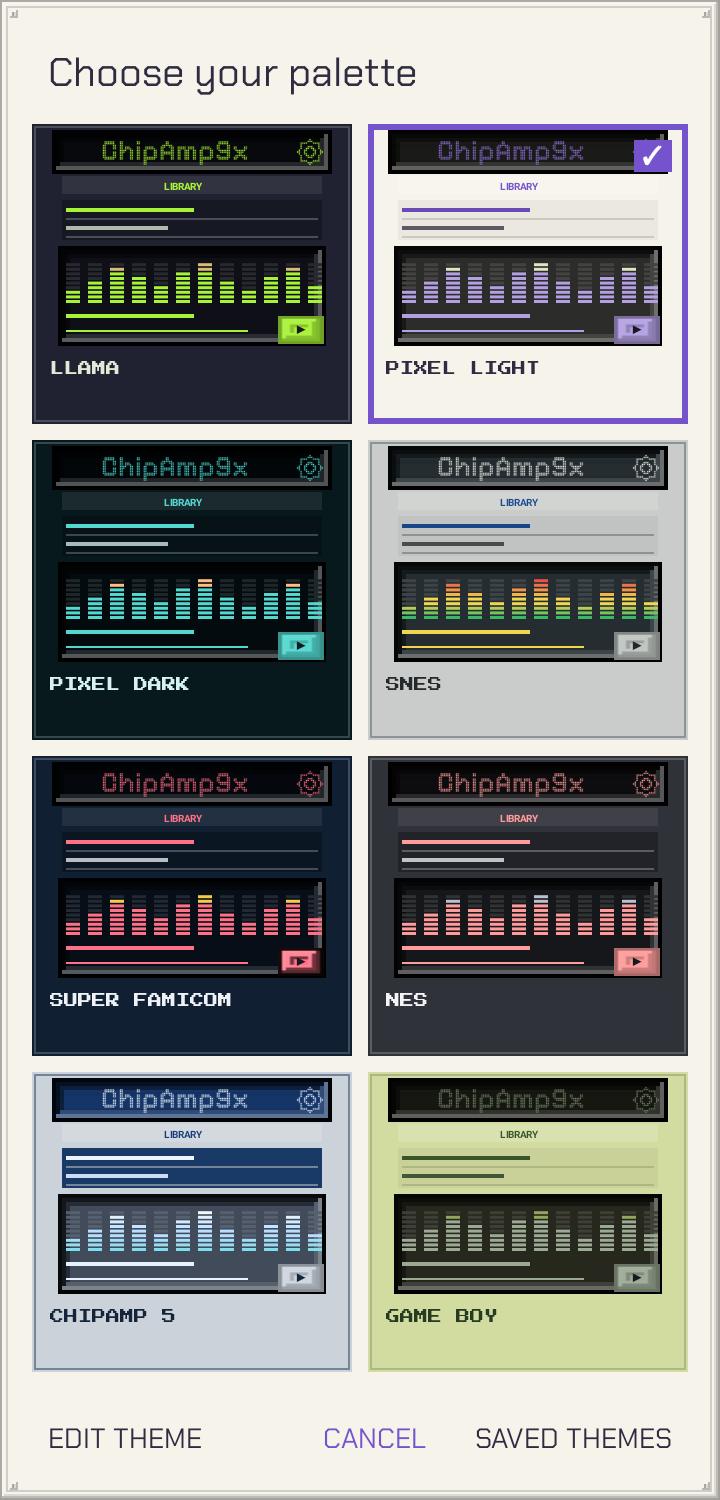 Choose your palette
ChipAmp9x
LIBRARY
LLAMA
ChipAmp9x
LIBRARY
PIXEL LIGHT
ChipAmp9x
LIBRARY
PIXEL DARK
ChipAmp9x
LIBRARY
SNES
ChipAmp9x
LIBRARY
SUPER FAMICOM
ChipAmp9x
LIBRARY
NES
ChipAmp9x
LIBRARY
CHIPAMP 5
ChipAmp9x
LIBRARY
GAME BOY
EDIT THEME
CANCEL
SAVED THEMES